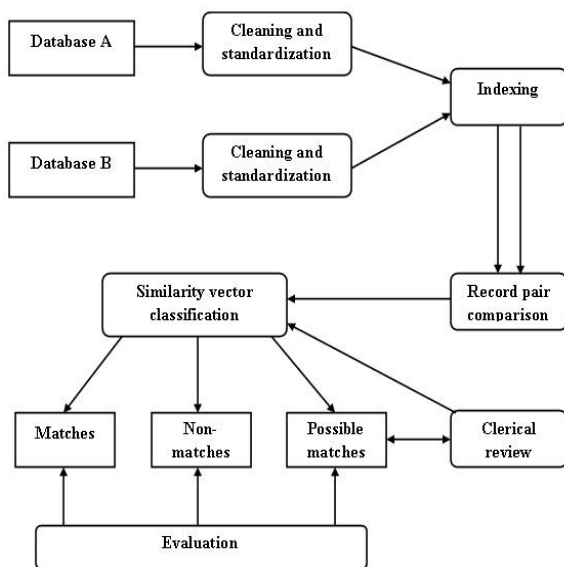 Database A
Cleaning and
standardization
Indexing
Database B
Cleaning and
standardization
Similarity vector
classification
Record pair
comparison
Matches
Non-
matches
Possible
matches
Clerical
review
Evaluation